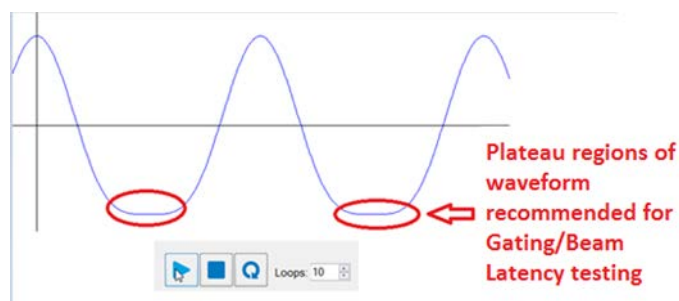 Plateau regions of
waveform
recommended for
Gating/Beam
Latency testing
Loops: 10